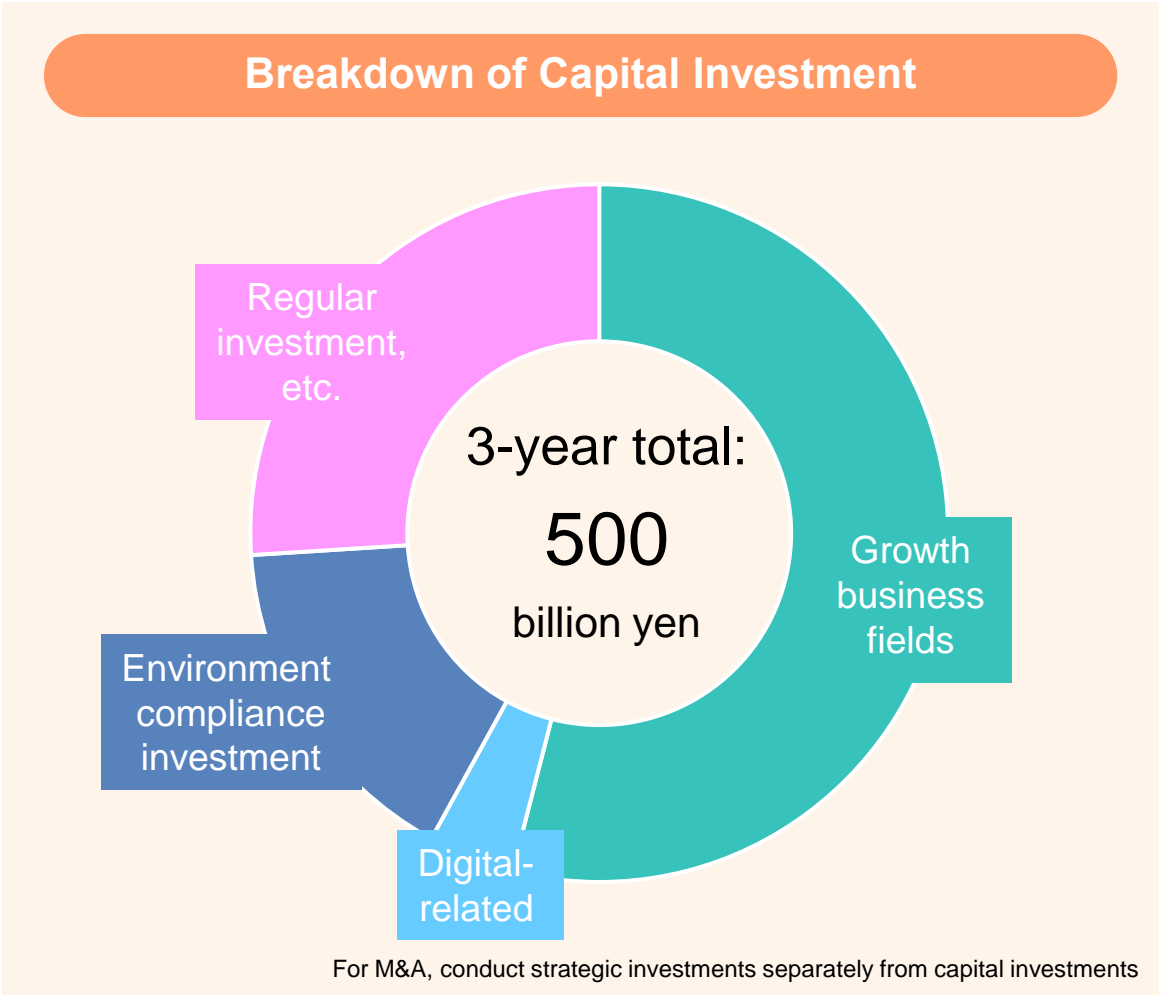 Breakdown of Capital Investment
Regular
investment,
etc.
3-year total:
500
billion yen
Growth
business
fields
Environment
compliance
investment
Digital-
related
For M&A, conduct strategic investments separately from capital investments